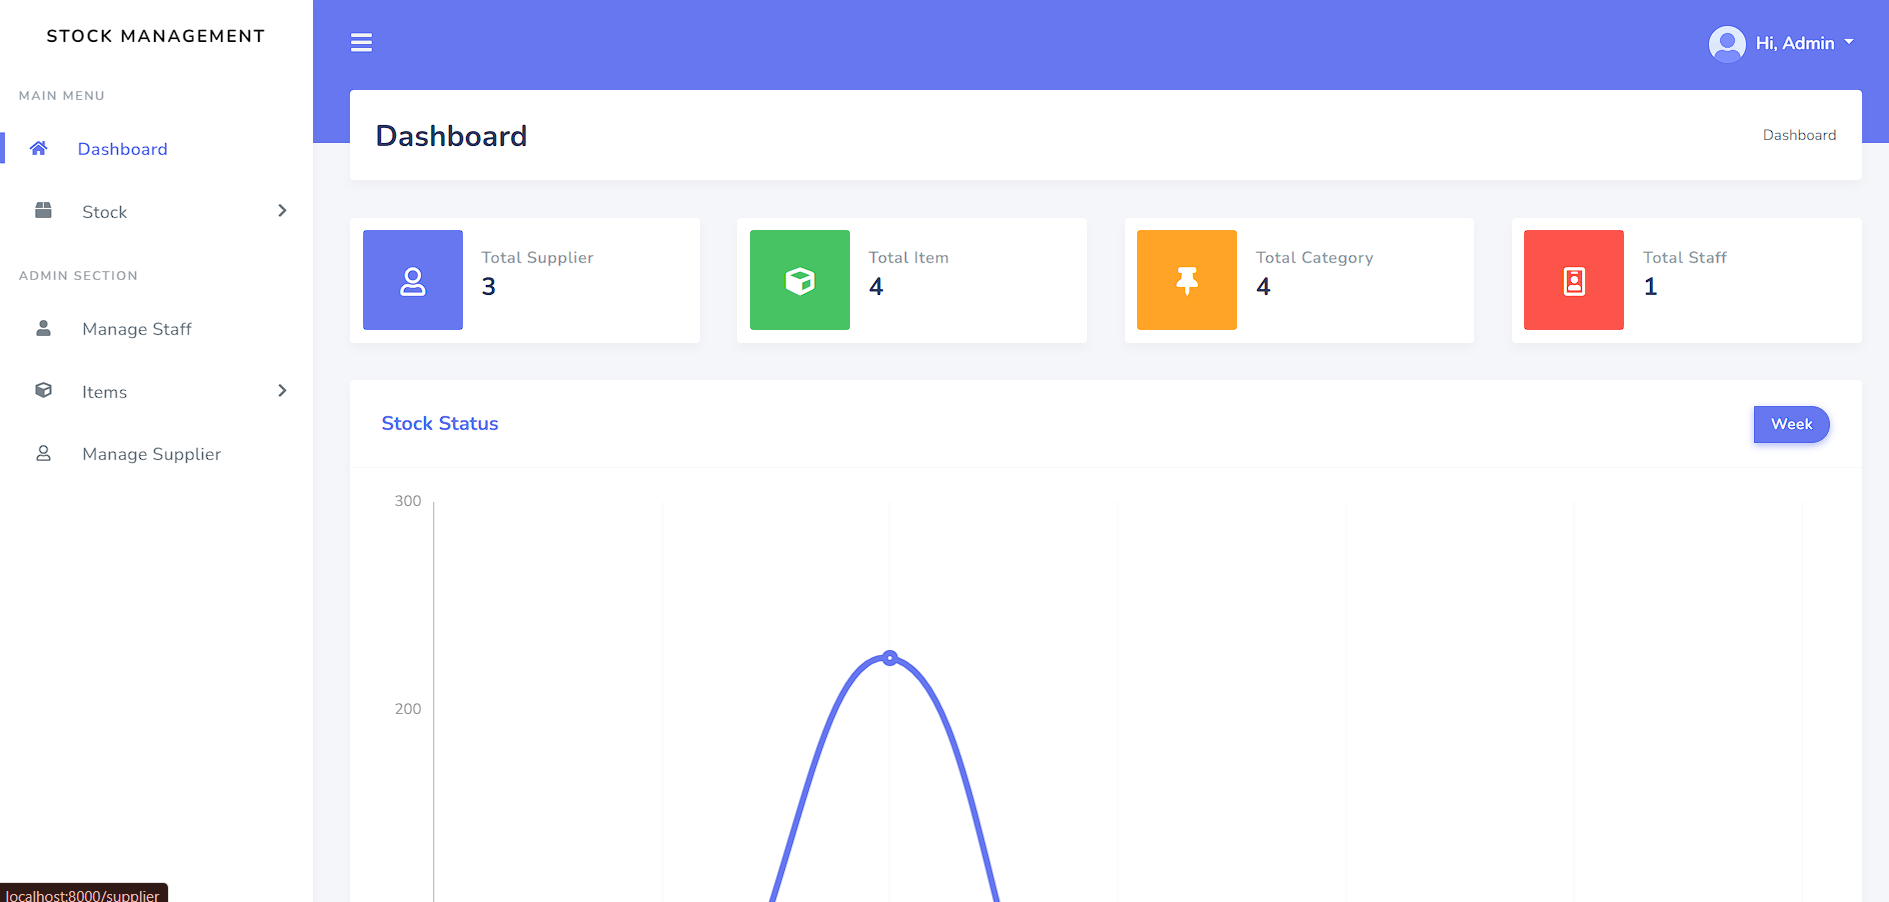 STOCK MANAGEMENT
MAIN MENU
Dashboard
Stock
ADMIN SECTION
Manage Staff
Items
Manage Supplier
Hi, Admin
Dashboard
Dashboard
Total Supplier
3
Total Item
4
Total Category
4
Total Staff
1
Stock Status
Week
300
200
localhost:8000/supplier